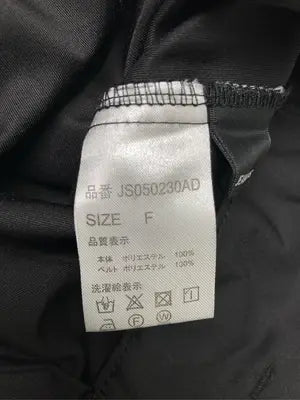 品番 JS050230AD
SIZE F
品質表示
本体 ポリエステル 100%
ベルト ポリエステル 100%
洗濯絵表示